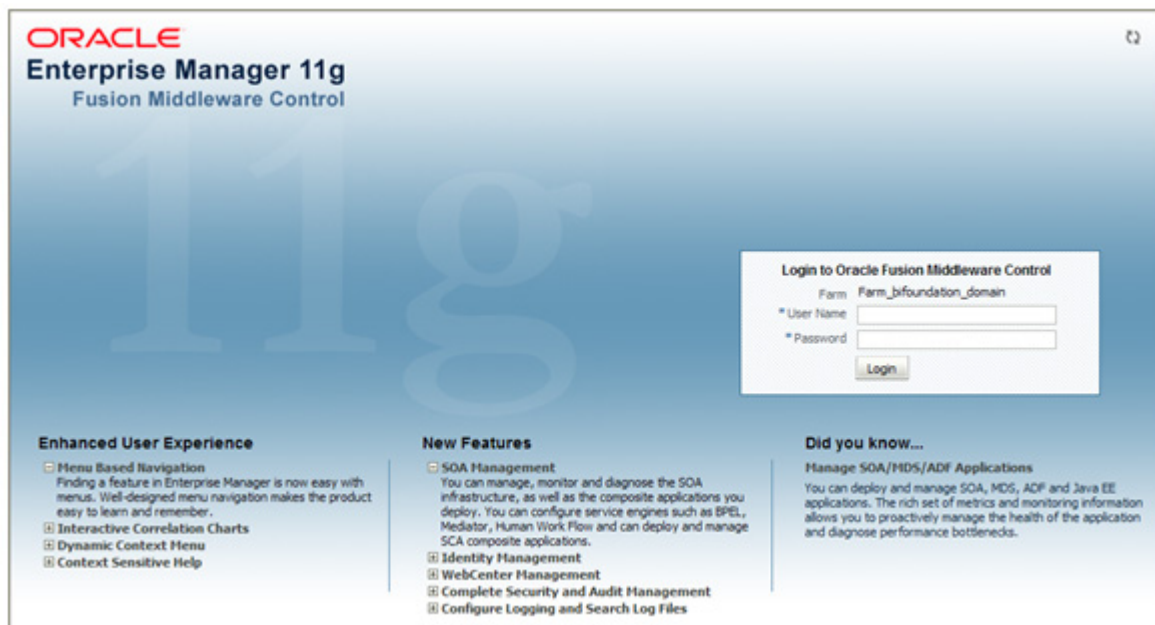 ORACLE
Enterprise Manager 11g
Fusion Middleware Control
11g
Login to Oracle Fusion Middleware Control
Farm Farm_bifoundation_domain
* User Name
* Password
Login
Enhanced User Experience
Menu Based Navigation
Finding a feature in Enterprise Manager is now easy with
menus. Well-designed menu navigation makes the product
easy to learn and remember.
Interactive Correlation Charts
Dynamic Context Menu
Context Sensitive Help
New Features
SOA Management
You can manage, monitor and diagnose the SOA
infrastructure, as well as the composite applications you
deploy. You can configure service engines such as BPEL,
Mediator, Human Work Flow and can deploy and manage
SCA composite applications.
Identity Management
WebCenter Management
Complete Security and Audit Management
Configure Logging and Search Log Files
Did you know...
Manage SOA/MDS/ADF Applications
You can deploy and manage SOA, MDS, ADF and Java EE
applications. The rich set of metrics and monitoring information
allows you to proactively manage the health of the application
and diagnose performance bottlenecks.